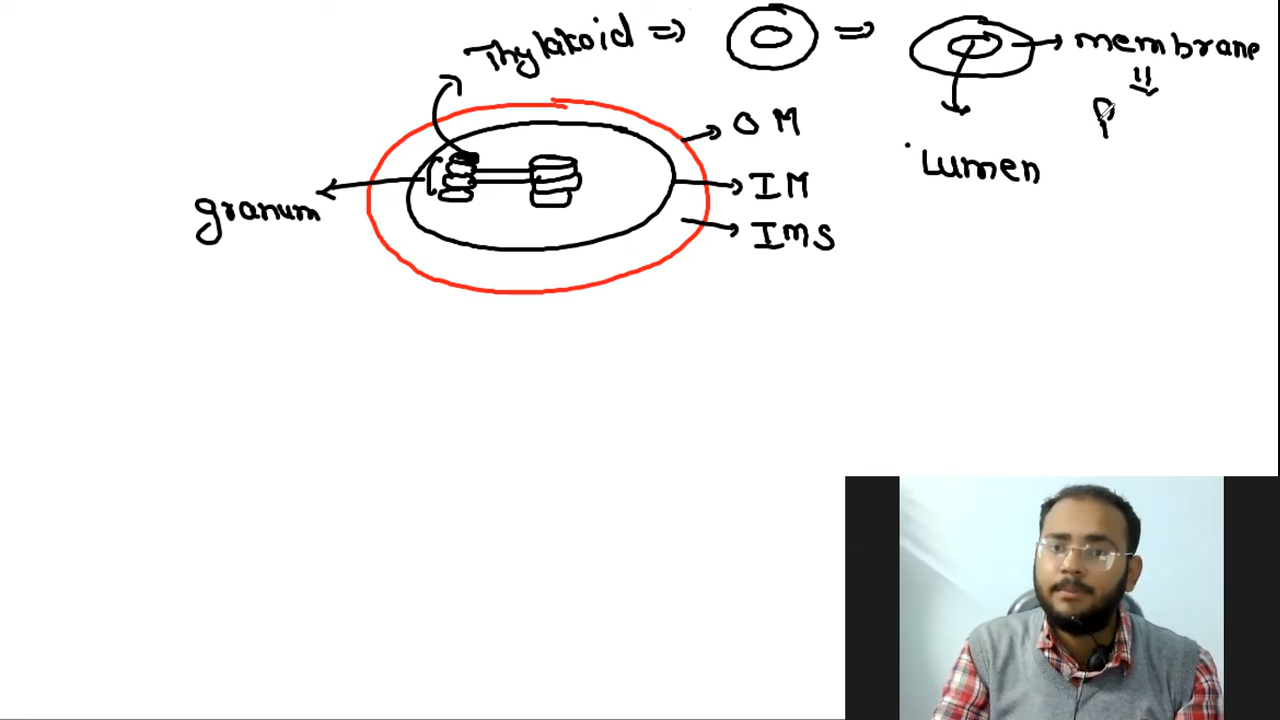 Thylakoid ⇒ ⇒ membrane
P
OM
Lumen
IM
granum
IMS